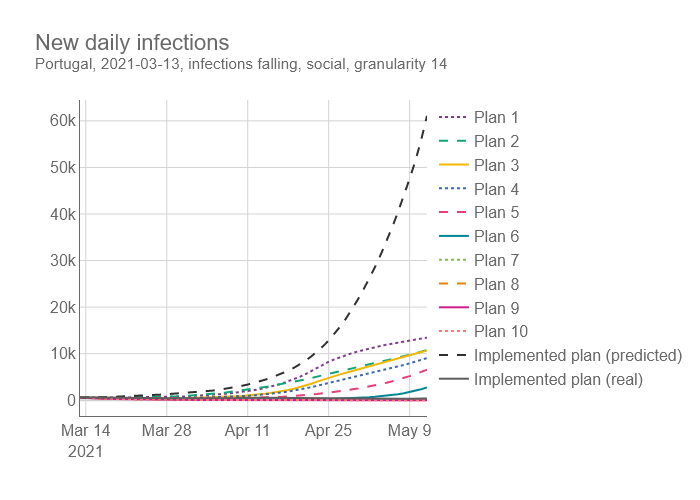 New daily infections
Portugal, 2021-03-13, infections falling, social, granularity 14
60k
50k
40k
30k
20k
10k
0
Mar 14
2021
Mar 28
Apr 11
Apr 25
May 9
Plan 1
Plan 2
Plan 3
Plan 4
Plan 5
Plan 6
Plan 7
Plan 8
Plan 9
Plan 10
Implemented plan (predicted)
Implemented plan (real)